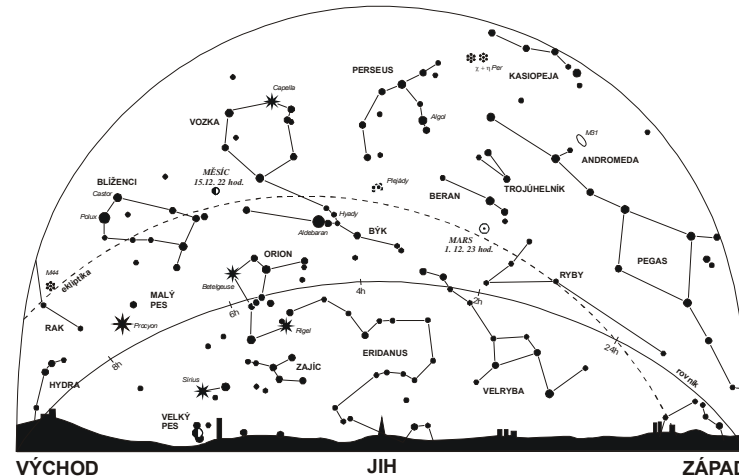 PERSEUS
χ + η Per
KASIOPEJA
Capella
VOZKA
Algol
M31
ANDROMEDA
MĚSÍC
15.12. 22 hod.
BLÍŽENCI
Castor
Plejády
TROJÚHELNÍK
BERAN
Polux
Hyady
Aldebaran
BÝK
MARS
1. 12. 23 hod.
ORION
PEGAS
M44
ekliptika
Betelgeuse
RYBY
MALÝ
PES
4h
2h
6h
RAK
Procyon
Rigel
24h
ERIDANUS
8h
ZAJÍC
rovník
HYDRA
Sirius
VELRYBA
VELKÝ
PES
VÝCHOD
JIH
ZÁPAD